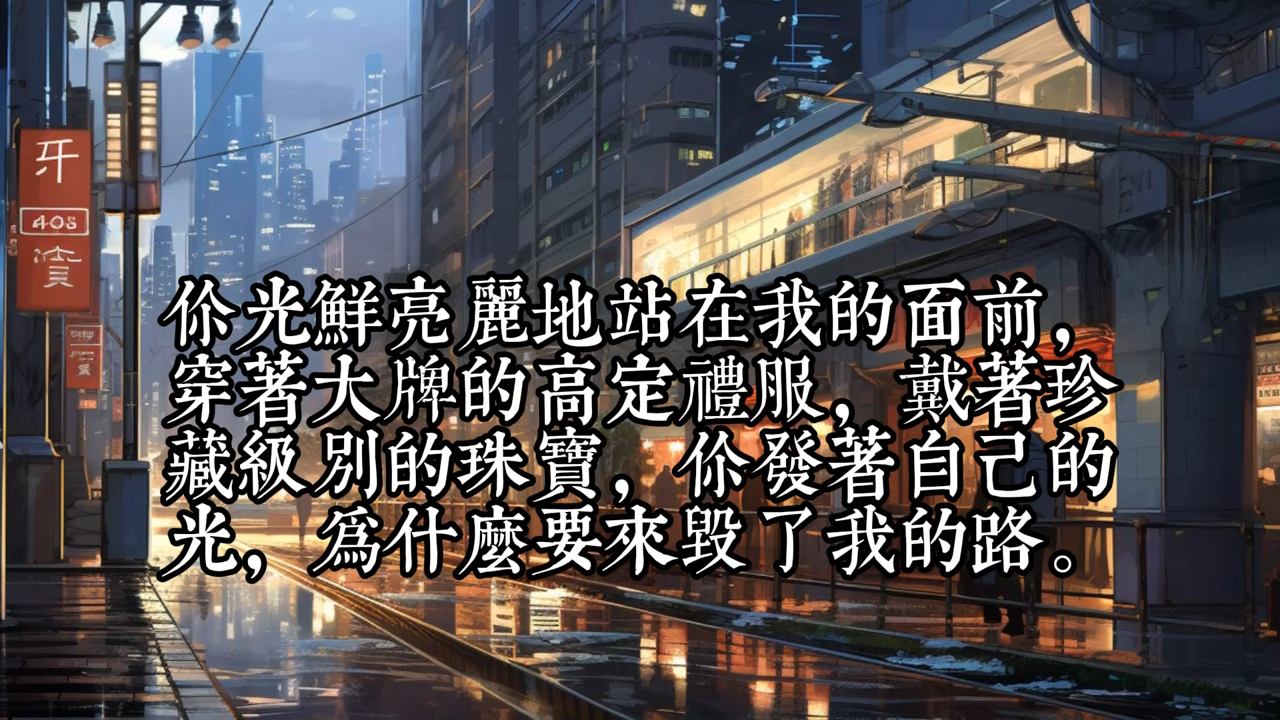 伱光鮮亮麗地站在我的面前，
穿著大牌的高定禮服，戴著珍
藏級別的珠寶，伱發著自己的
光，爲什麼要來毀了我的路。